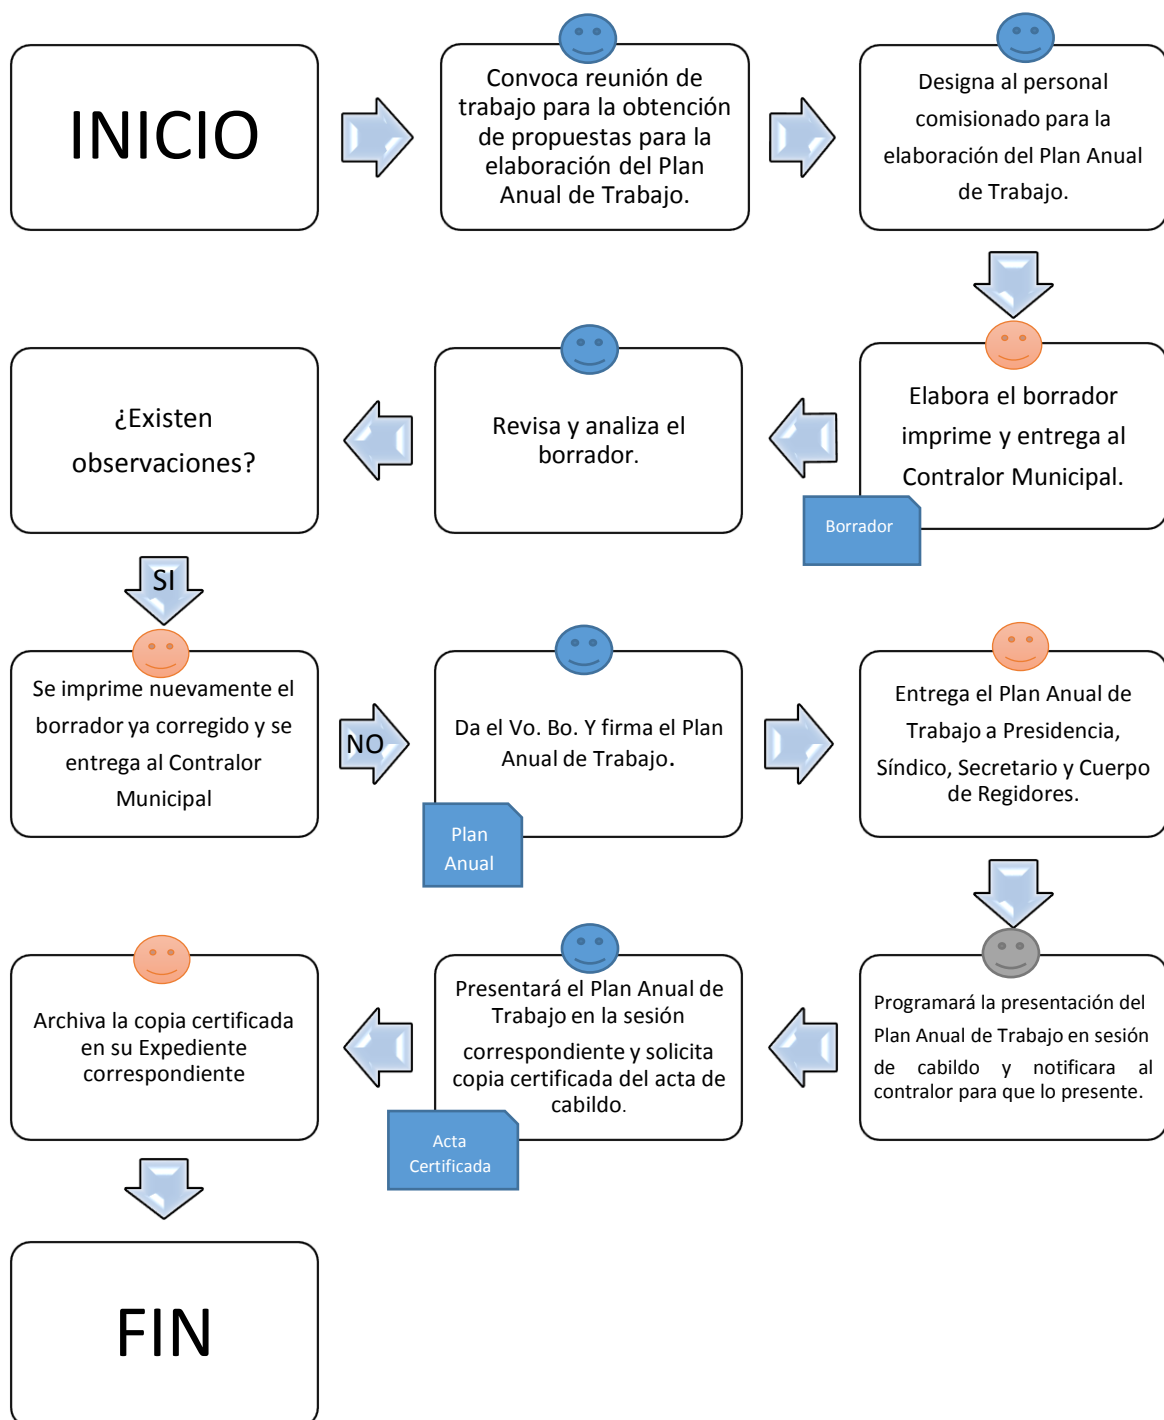 INICIO
Convoca reunión de
trabajo para la obtención
de propuestas para la
elaboración del Plan
Anual de Trabajo.
Designa al personal
comisionado para la
elaboración del Plan Anual
de Trabajo.
Elabora el borrador
imprime y entrega al
Contralor Municipal.
Borrador
Revisa y analiza el
borrador.
¿Existen
observaciones?
SI
Se imprime nuevamente el
borrador ya corregido y se
entrega al Contralor
Municipal
NO
Da el Vo. Bo. Y firma el Plan
Anual de Trabajo.
Plan
Anual
Entrega el Plan Anual de
Trabajo a Presidencia,
Síndico, Secretario y Cuerpo
de Regidores.
Programará la presentación del
Plan Anual de Trabajo en sesión
de cabildo y notificara al
contralor para que lo presente.
Presentará el Plan Anual de
Trabajo en la sesión
correspondiente y solicita
copia certificada del acta de
cabildo.
Acta
Certificada
Archiva la copia certificada
en su Expediente
correspondiente
FIN